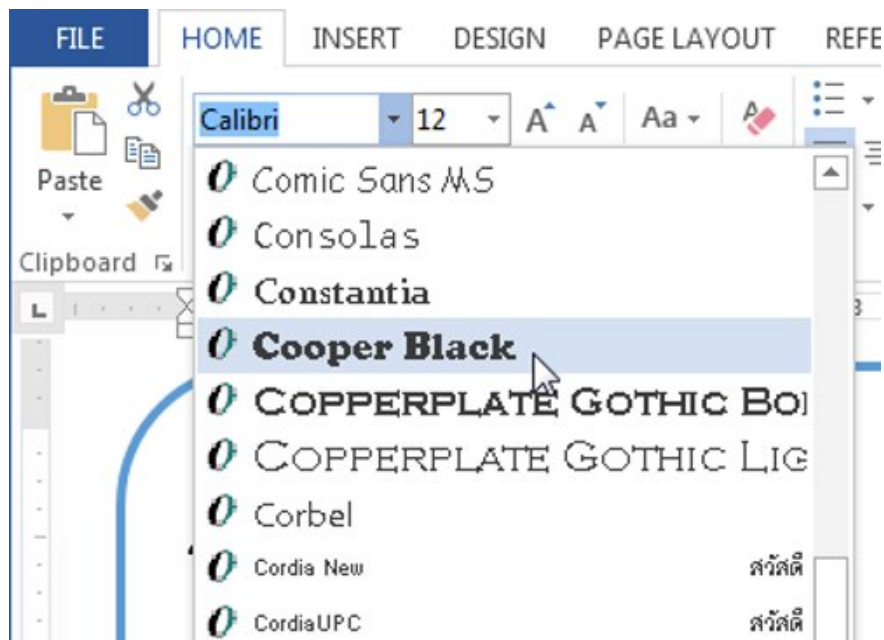 FILE HOME INSERT DESIGN PAGE LAYOUT REFE
Calibri 12 A A Aa
Paste
Clipboard
Comic Sans MS
Consolas
Constantia
Cooper Black
COPPERPLATE GOTHIC BOL
COPPERPLATE GOTHIC LIG
Corbel
Cordia New สวัสดี
CordiaUPC สวัสดี